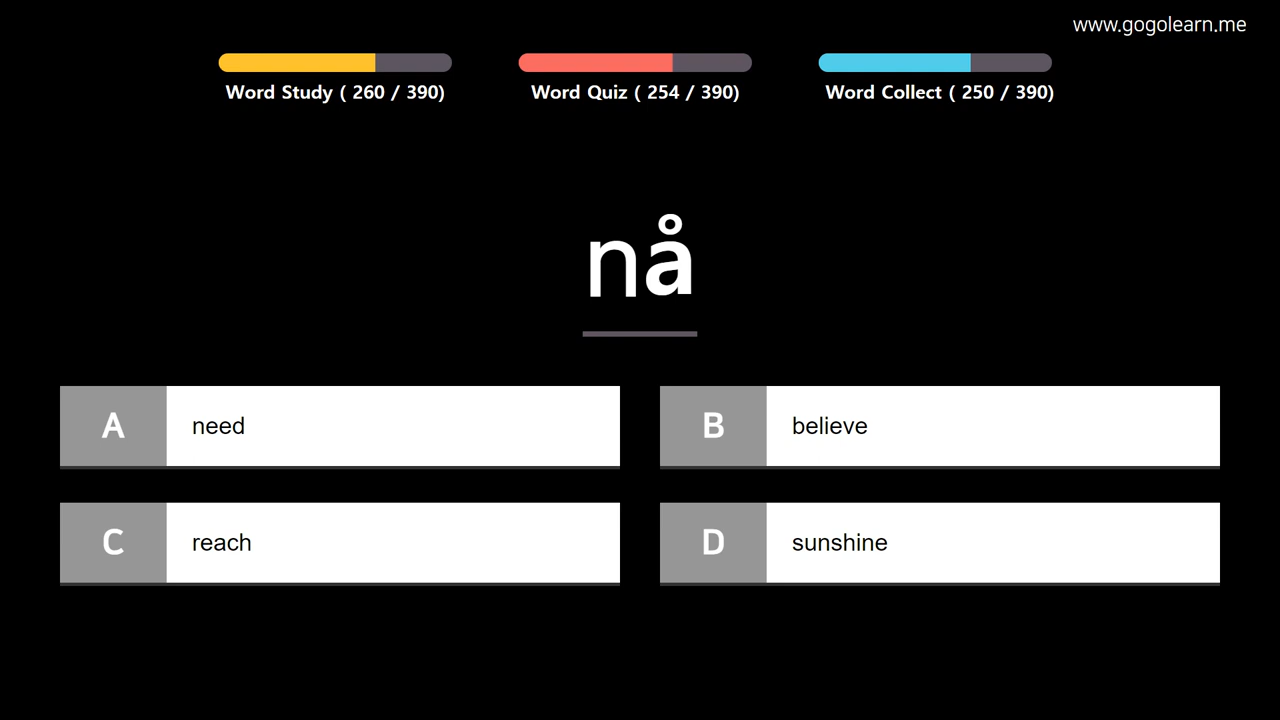 www.gogolearn.me
Word Study ( 260 / 390)
Word Quiz ( 254 / 390)
Word Collect ( 250 / 390)
nå
A need
B believe
C reach
D sunshine